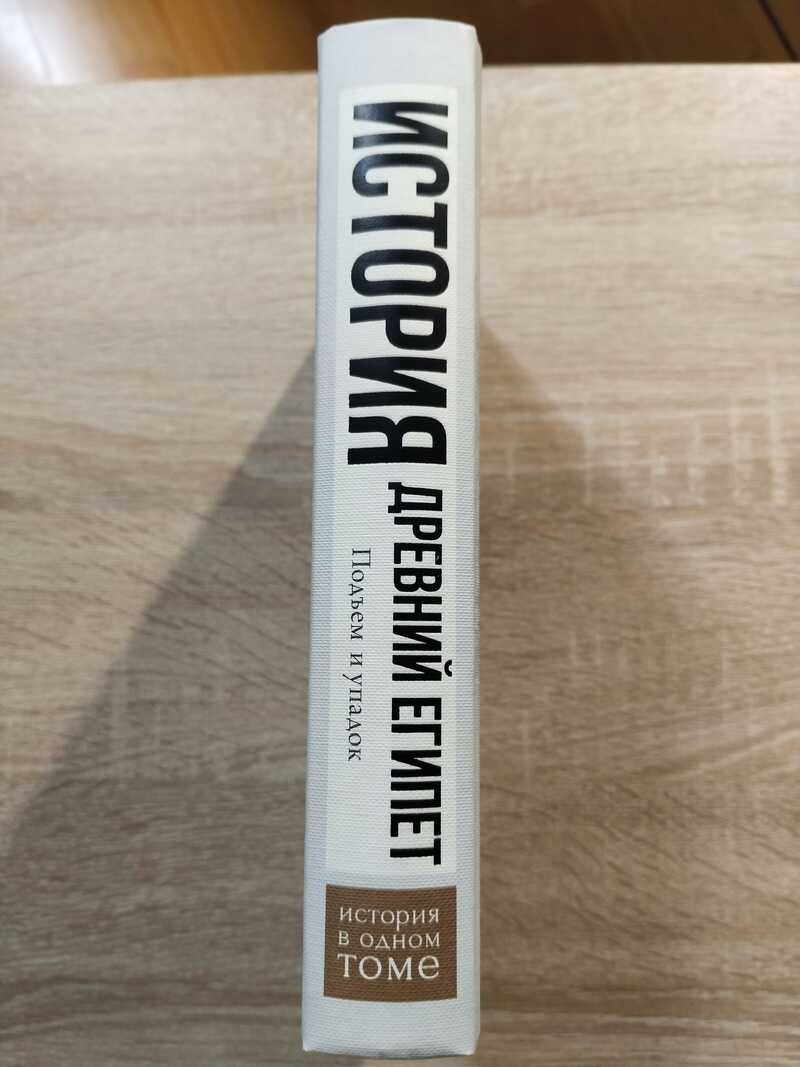 ИСТОРИЯ
ДРЕВНИЙ ЕГИПЕТ
Подъем и упадок
история
в одном
томе